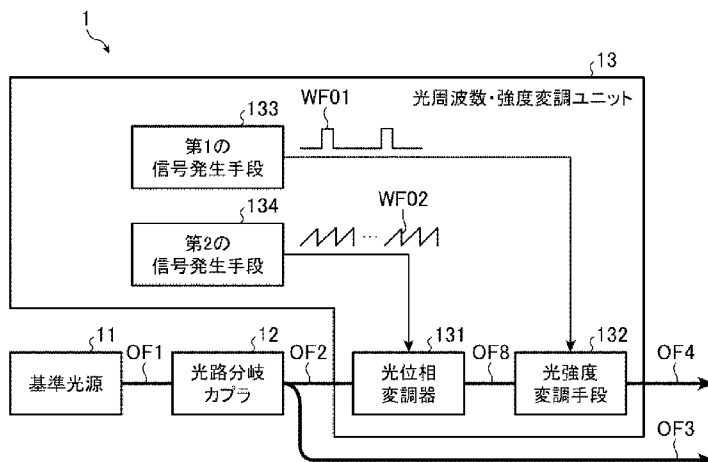 1
13
光周波数・強度変調ユニット
133
WF01
第1の
信号発生手段
134
WF02
第2の
信号発生手段
11
OF1
12
OF2
131
OF8
132
OF4
基準光源
光路分岐
カプラ
光位相
変調器
光強度
変調手段
OF3